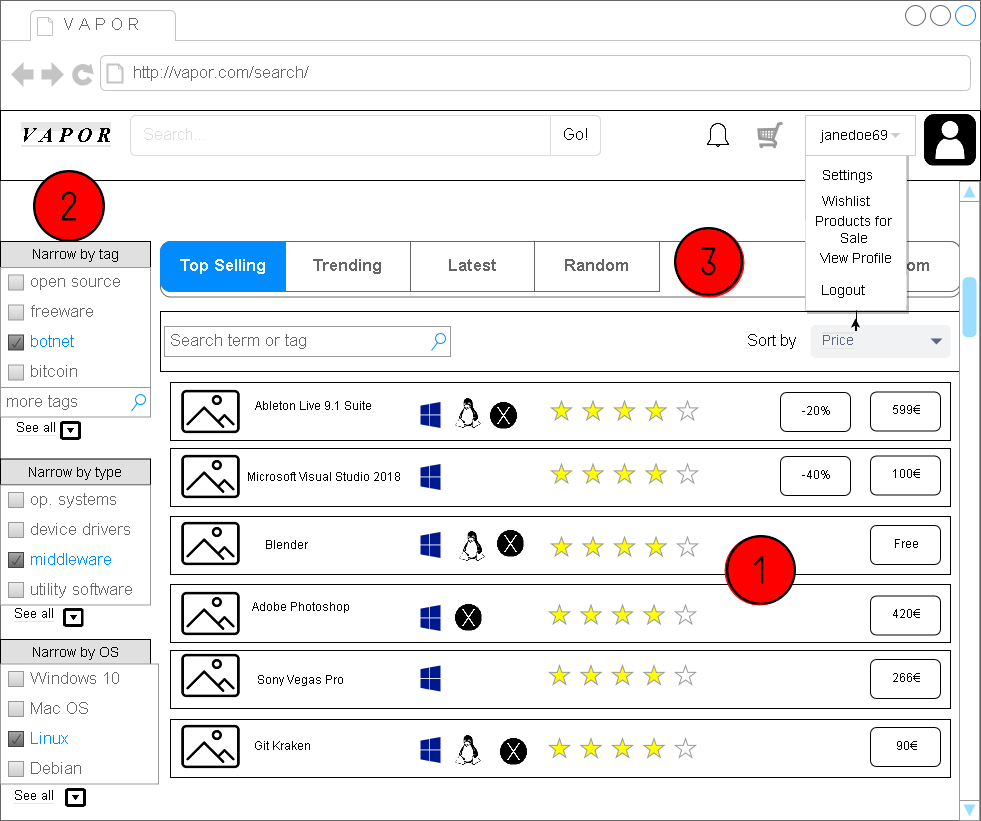 V A P O R
http://vapor.com/search/
VAPOR
Search...
Go!
janedoe69
Settings
Wishlist
Products for
Sale
View Profile
Logout
2
Narrow by tag
open source
freeware
botnet
bitcoin
more tags
See all
Narrow by type
op. systems
device drivers
middleware
utility software
See all
Narrow by OS
Windows 10
Mac OS
Linux
Debian
See all
Top Selling
Trending
Latest
Random
3
om
Search term or tag
Sort by
Price
Ableton Live 9.1 Suite
X
-20%
599€
Microsoft Visual Studio 2018
-40%
100€
Blender
X
Free
1
Adobe Photoshop
X
420€
Sony Vegas Pro
266€
Git Kraken
X
90€